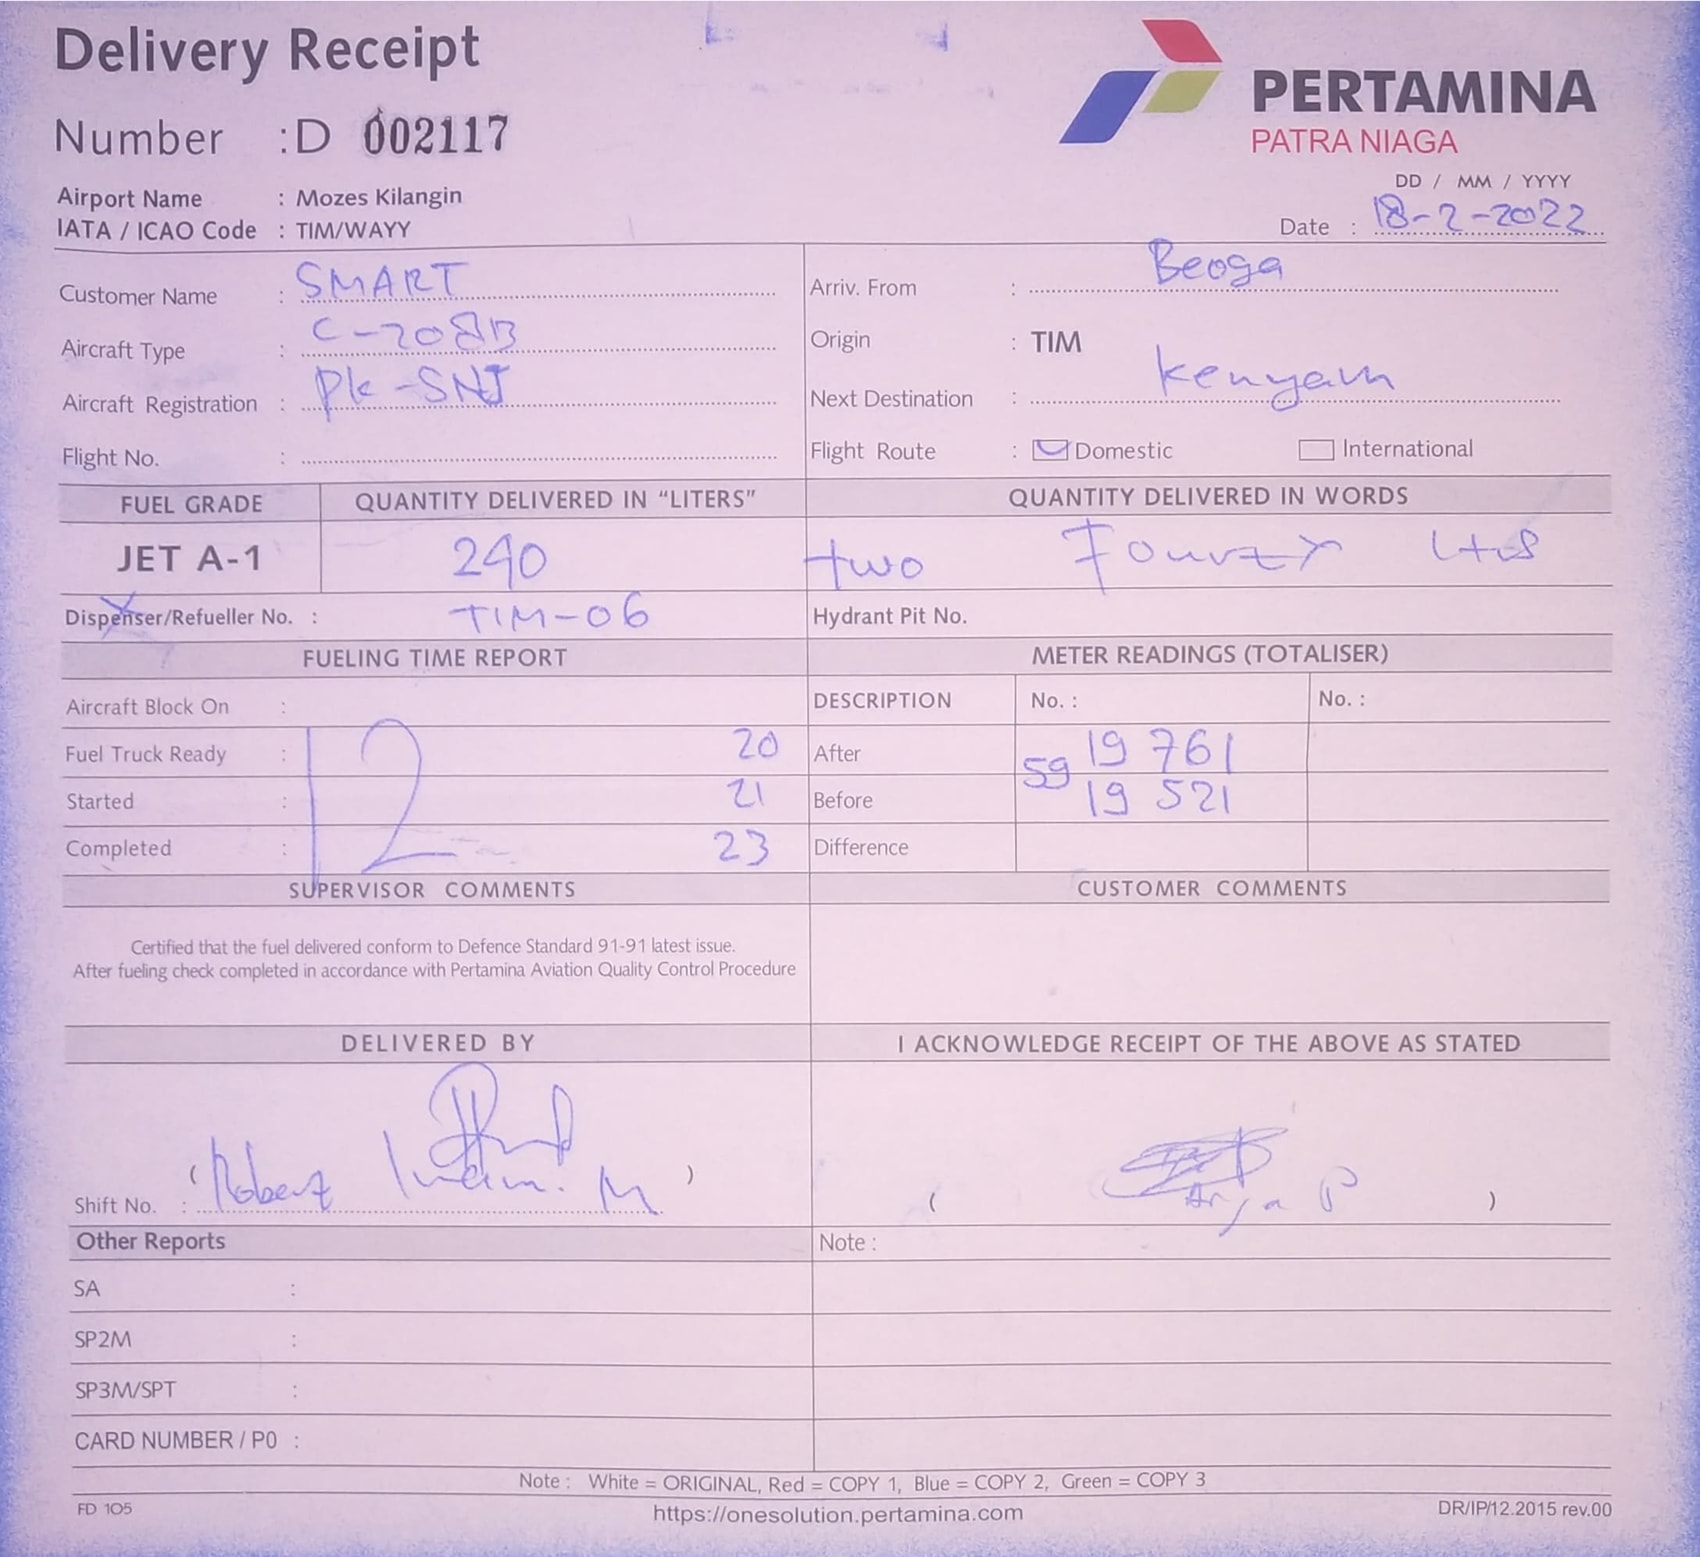 Delivery Receipt
PERTAMINA
PATRA NIAGA
Number : D 002117
DD / MM / YYYY
Airport Name : Mozes Kilangin
IATA / ICAO Code : TIM/WAYY
Date : 18-2-2022
Customer Name : SMART
Arriv. From : Beoga
Aircraft Type : C-208B
Origin : TIM
Aircraft Registration : Pk-SNJ
Next Destination : Kenyam
Flight No. :
Flight Route : Domestic International
FUEL GRADE QUANTITY DELIVERED IN “LITERS” QUANTITY DELIVERED IN WORDS
JET A-1 240 two Fourty Ltrs
Dispenser/Refueller No. : TIM-06 Hydrant Pit No.
FUELING TIME REPORT METER READINGS (TOTALISER)
Aircraft Block On : DESCRIPTION No. : No. :
Fuel Truck Ready : 12 20 After 59 19 761
Started : 21 Before 19 521
Completed : 23 Difference
SUPERVISOR COMMENTS CUSTOMER COMMENTS
Certified that the fuel delivered conform to Defence Standard 91-91 latest issue.
After fueling check completed in accordance with Pertamina Aviation Quality Control Procedure
DELIVERED BY I ACKNOWLEDGE RECEIPT OF THE ABOVE AS STATED
Shift No. : ( Robert M ) ( Arya P )
Other Reports Note :
SA :
SP2M :
SP3M/SPT :
CARD NUMBER / P0 :
Note : White = ORIGINAL, Red = COPY 1, Blue = COPY 2, Green = COPY 3
FD 105 https://onesolution.pertamina.com DR/IP/12.2015 rev.00